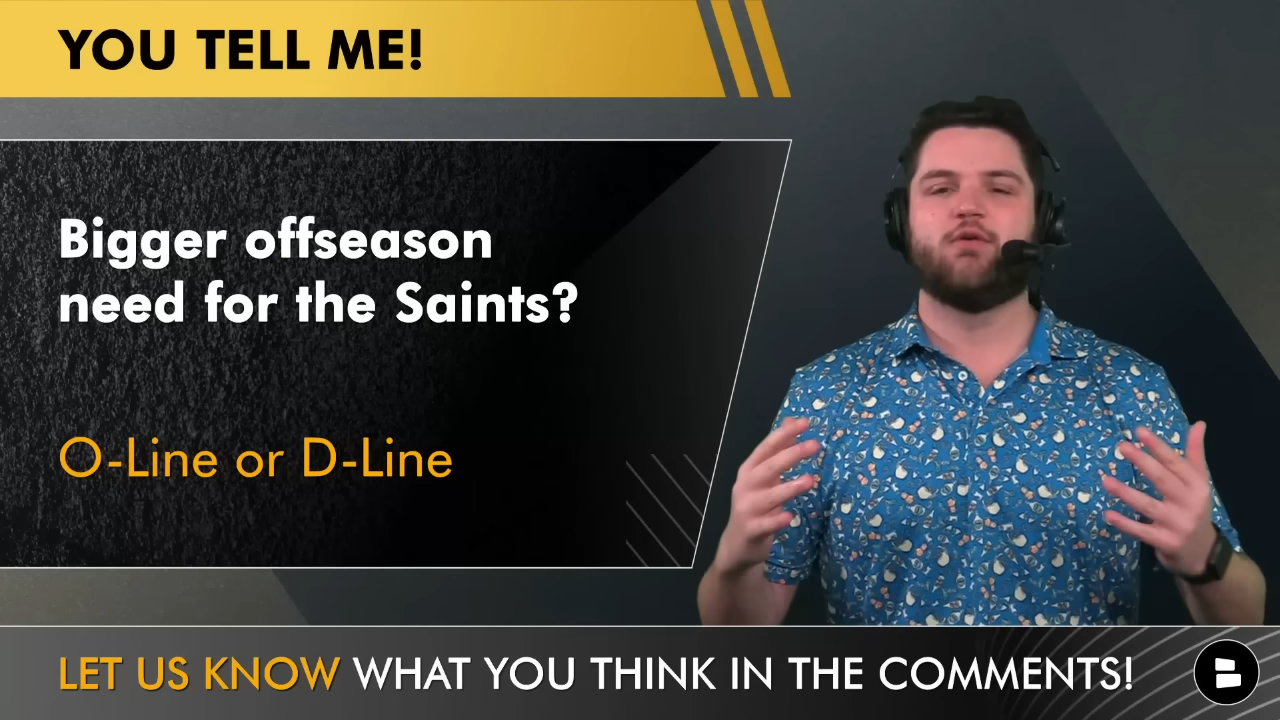 YOU TELL ME!
Bigger offseason
need for the Saints?
O-Line or D-Line
LET US KNOW WHAT YOU THINK IN THE COMMENTS!